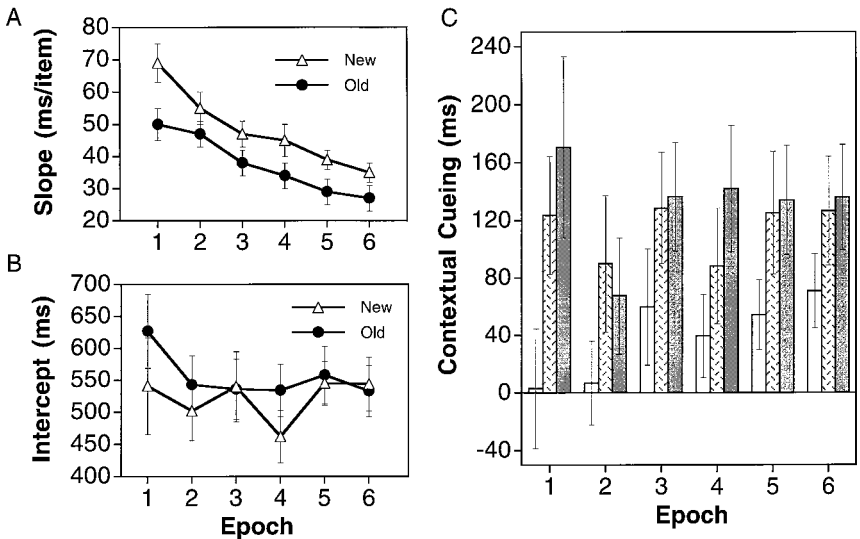 A
Slope (ms/item)
80
70
60
50
40
30
20
New
Old
1 2 3 4 5 6
B
Intercept (ms)
700
650
600
550
500
450
400
New
Old
1 2 3 4 5 6
Epoch
C
Contextual Cueing (ms)
240
200
160
120
80
40
0
-40
1 2 3 4 5 6
Epoch